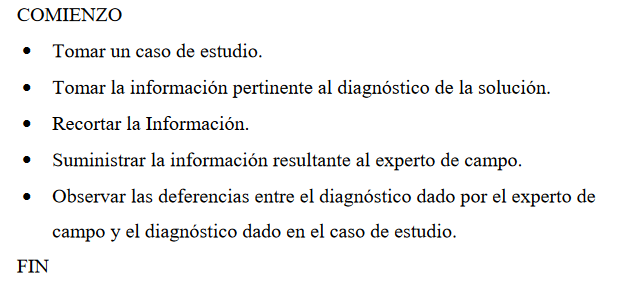 COMIENZO
• Tomar un caso de estudio.
• Tomar la información pertinente al diagnóstico de la solución.
• Recortar la Información.
• Suministrar la información resultante al experto de campo.
• Observar las deferencias entre el diagnóstico dado por el experto de
campo y el diagnóstico dado en el caso de estudio.
FIN